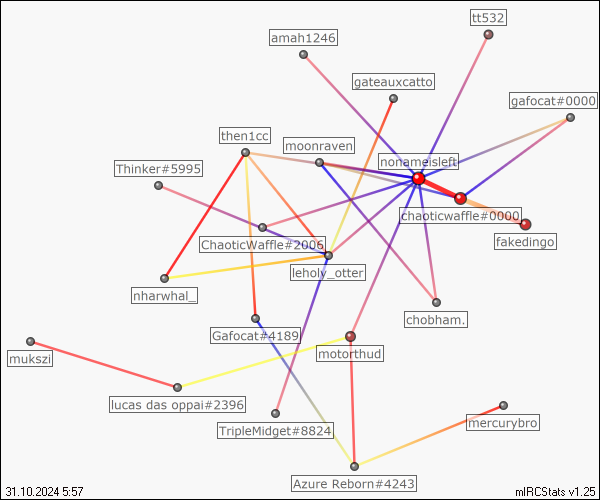 tt532
amah1246
gateauxcatto
gafocat#0000
then1cc
moonraven
nonameisleft
Thinker#5995
chaoticwaffle#0000
fakedingo
ChaoticWaffle#2006
leholy_otter
nharwhal_
chobham.
Gafocat#4189
motorthud
mukszi
lucas das oppai#2396
mercurybro
TripleMidget#8824
Azure Reborn#4243
31.10.2024 5:57
mIRCStats v1.25